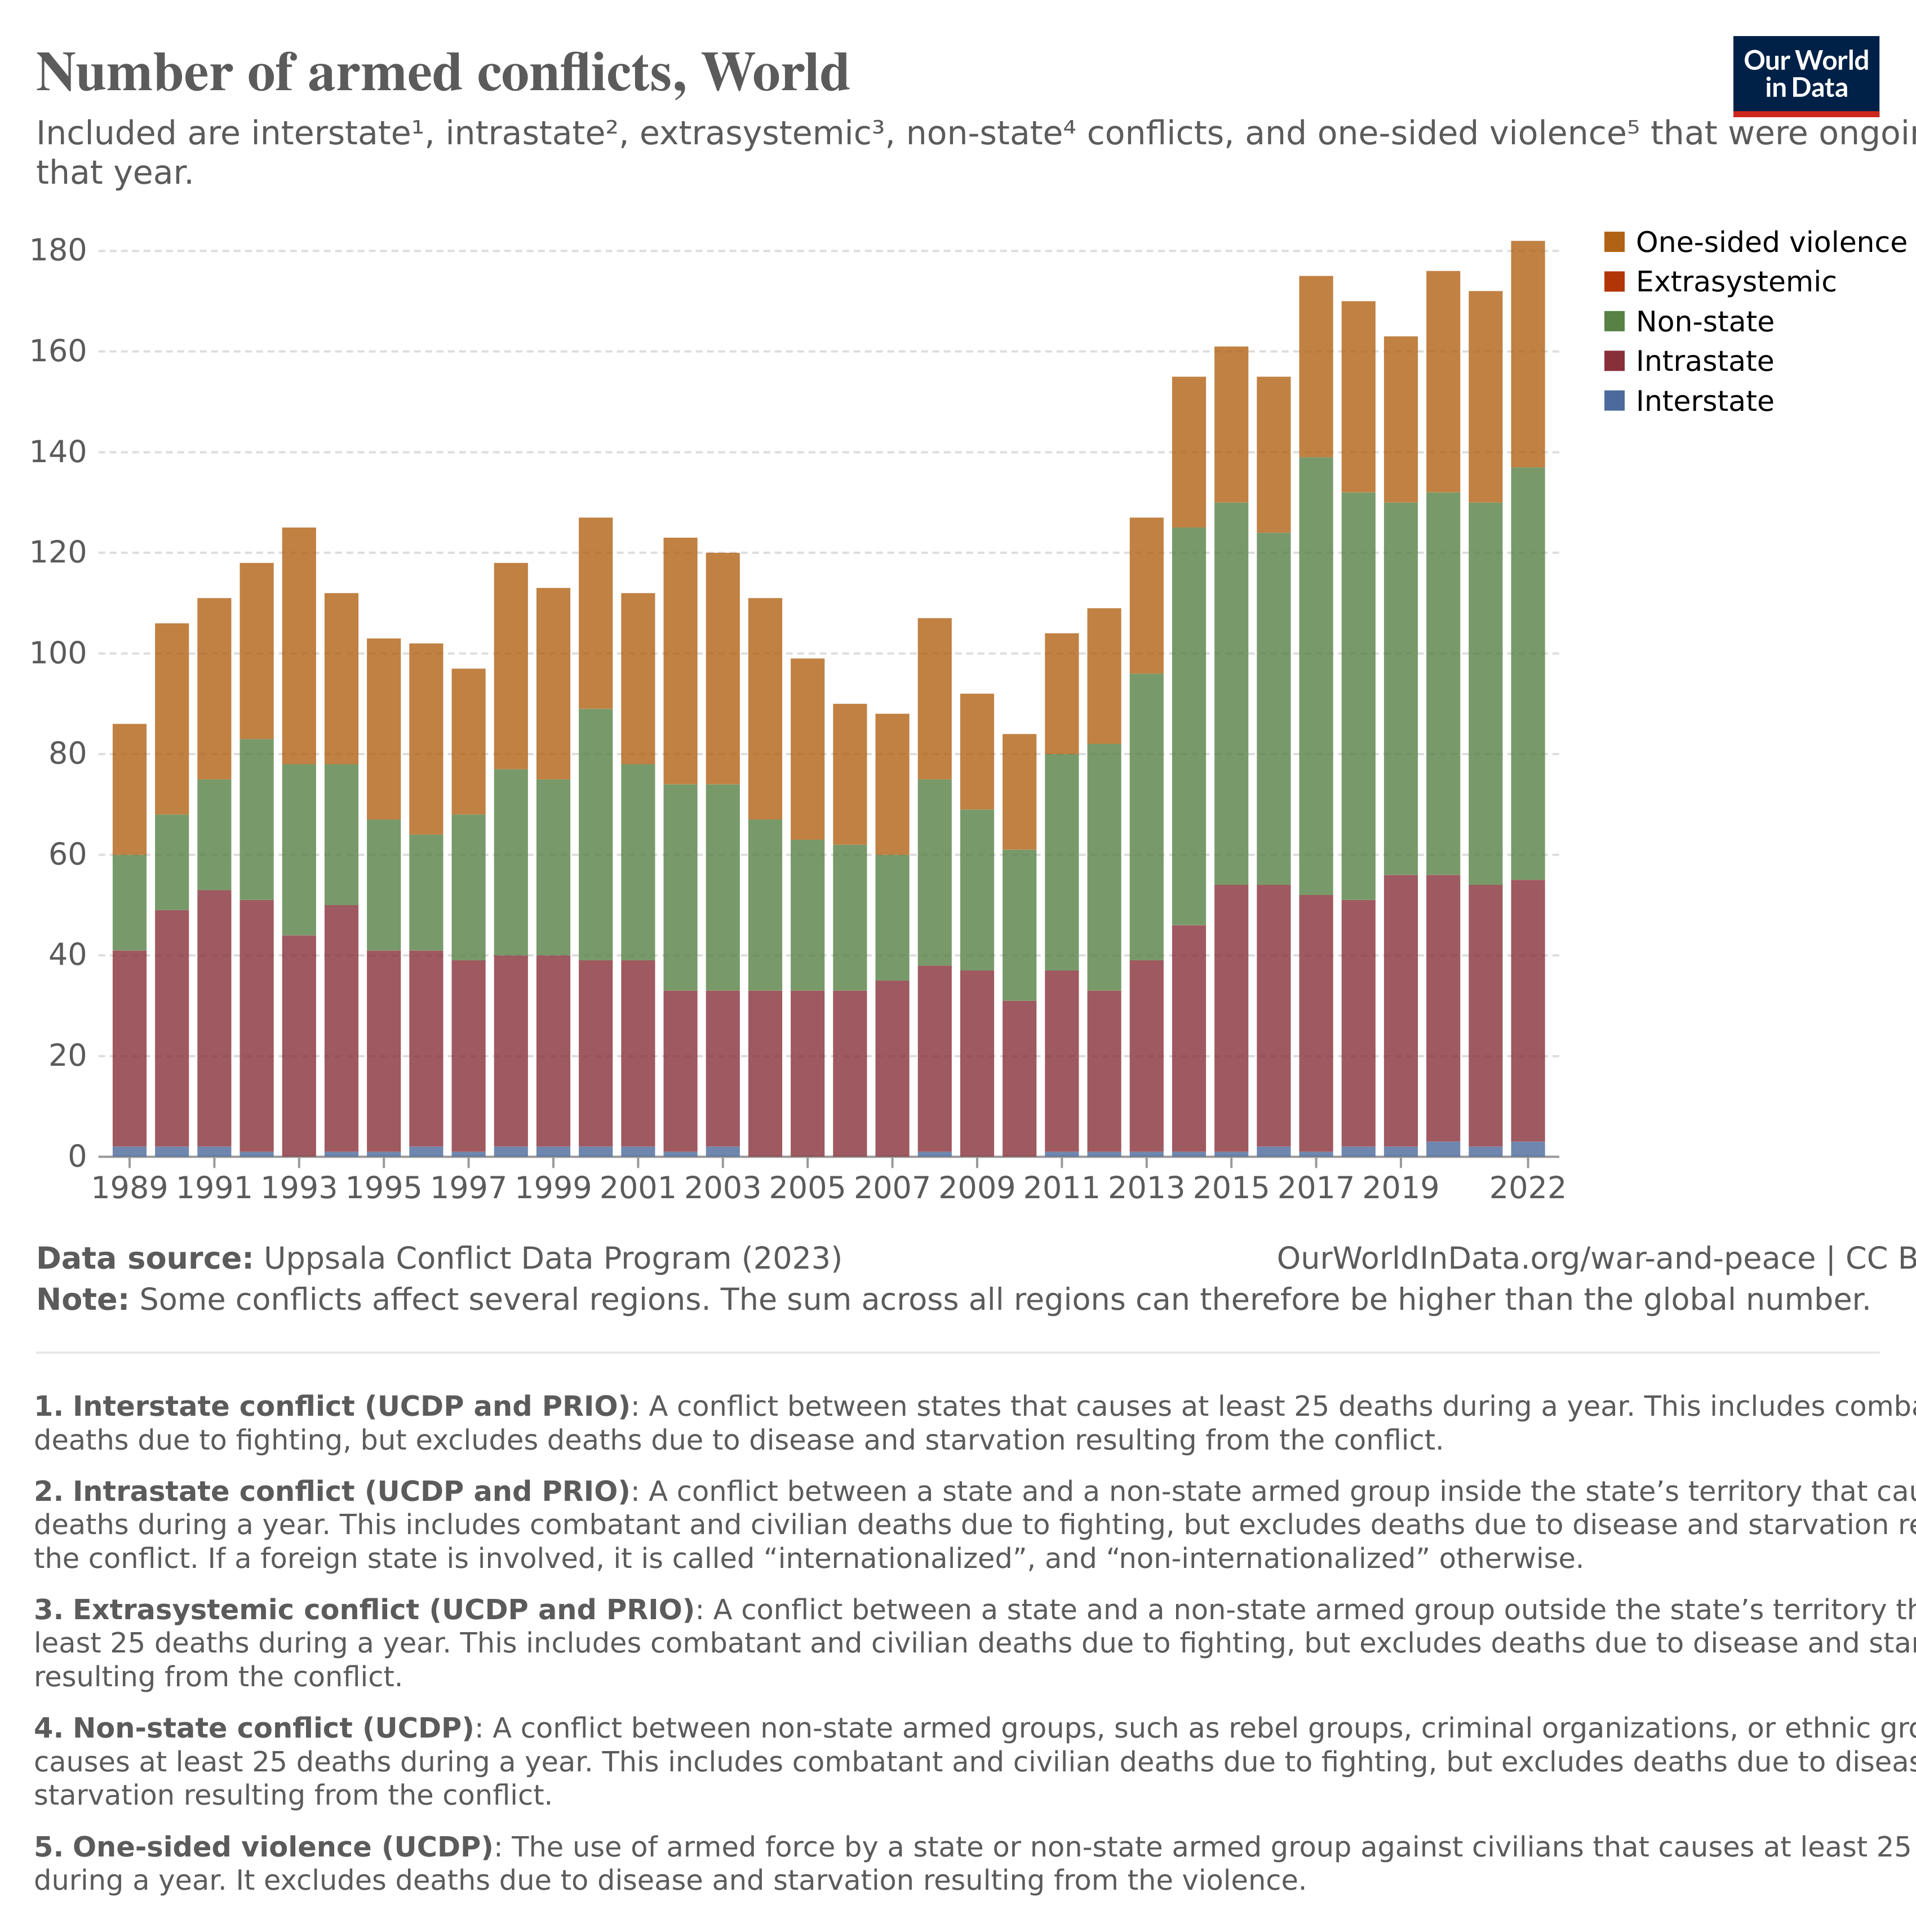 Number of armed conflicts, World
Our World
in Data
Included are interstate¹, intrastate², extrasystemic³, non-state⁴ conflicts, and one-sided violence⁵ that were
that year.
180
160
140
120
100
80
60
40
20
0
One-sided violence
Extrasystemic
Non-state
Intrastate
Interstate
1989 1991 1993 1995 1997 1999 2001 2003 2005 2007 2009 2011 2013 2015 2017 2019 2022
Data source: Uppsala Conflict Data Program (2023)
OurWorldInData.org/war-and-peace | CC
Note: Some conflicts affect several regions. The sum across all regions can therefore be higher than the global number.
1. Interstate conflict (UCDP and PRIO): A conflict between states that causes at least 25 deaths during a year. This includes
deaths due to fighting, but excludes deaths due to disease and starvation resulting from the conflict.
2. Intrastate conflict (UCDP and PRIO): A conflict between a state and a non-state armed group inside the state’s territory that
deaths during a year. This includes combatant and civilian deaths due to fighting, but excludes deaths due to disease and starvation
the conflict. If a foreign state is involved, it is called “internationalized”, and “non-internationalized” otherwise.
3. Extrasystemic conflict (UCDP and PRIO): A conflict between a state and a non-state armed group outside the state’s territory
least 25 deaths during a year. This includes combatant and civilian deaths due to fighting, but excludes deaths due to disease and
resulting from the conflict.
4. Non-state conflict (UCDP): A conflict between non-state armed groups, such as rebel groups, criminal organizations, or ethnic
causes at least 25 deaths during a year. This includes combatant and civilian deaths due to fighting, but excludes deaths due to
starvation resulting from the conflict.
5. One-sided violence (UCDP): The use of armed force by a state or non-state armed group against civilians that causes at least 25
during a year. It excludes deaths due to disease and starvation resulting from the violence.